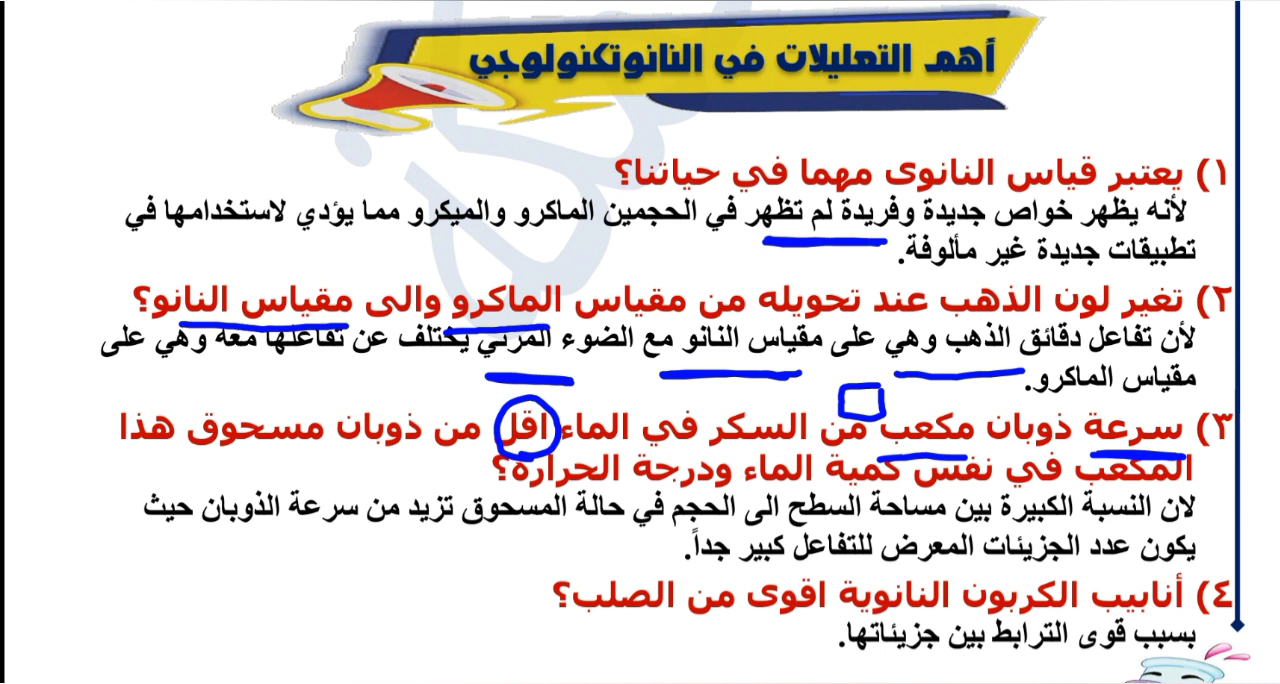 أهم التعليلات في النانوتكنولوجي
١) يعتبر قياس النانوى مهما في حياتنا؟
لأنه يظهر خواص جديدة وفريدة لم تظهر في الحجمين الماكرو والميكرو مما يؤدي لاستخدامها في
تطبيقات جديدة غير مألوفة.
٢) تغير لون الذهب عند تحويله من مقياس الماكرو والى مقياس النانو؟
لأن تفاعل دقائق الذهب وهي على مقياس النانو مع الضوء المرئي يختلف عن تفاعلها معه وهي على
مقياس الماكرو.
٣) سرعة ذوبان مكعب من السكر في الماء اقل من ذوبان مسحوق هذا
المكعب في نفس كمية الماء ودرجة الحرارة؟
لان النسبة الكبيرة بين مساحة السطح الى الحجم في حالة المسحوق تزيد من سرعة الذوبان حيث
يكون عدد الجزيئات المعرض للتفاعل كبير جداً.
٤) أنابيب الكربون النانوية اقوى من الصلب؟
بسبب قوى الترابط بين جزيئاتها.